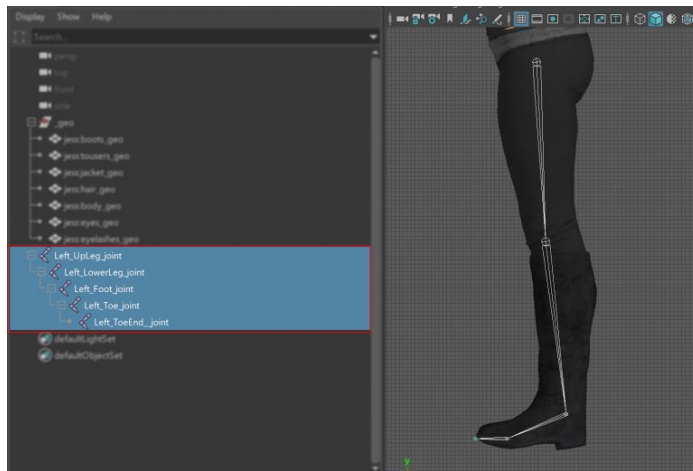 Display Show Help
Search...
persp
top
front
side
_geo
jess:boots_geo
jess:tousers_geo
jess:jacket_geo
jess:hair_geo
jess:body_geo
jess:eyes_geo
jess:eyelashes_geo
Left_UpLeg_joint
Left_LowerLeg_joint
Left_Foot_joint
Left_Toe_joint
Left_ToeEnd_joint
defaultLightSet
defaultObjectSet
y